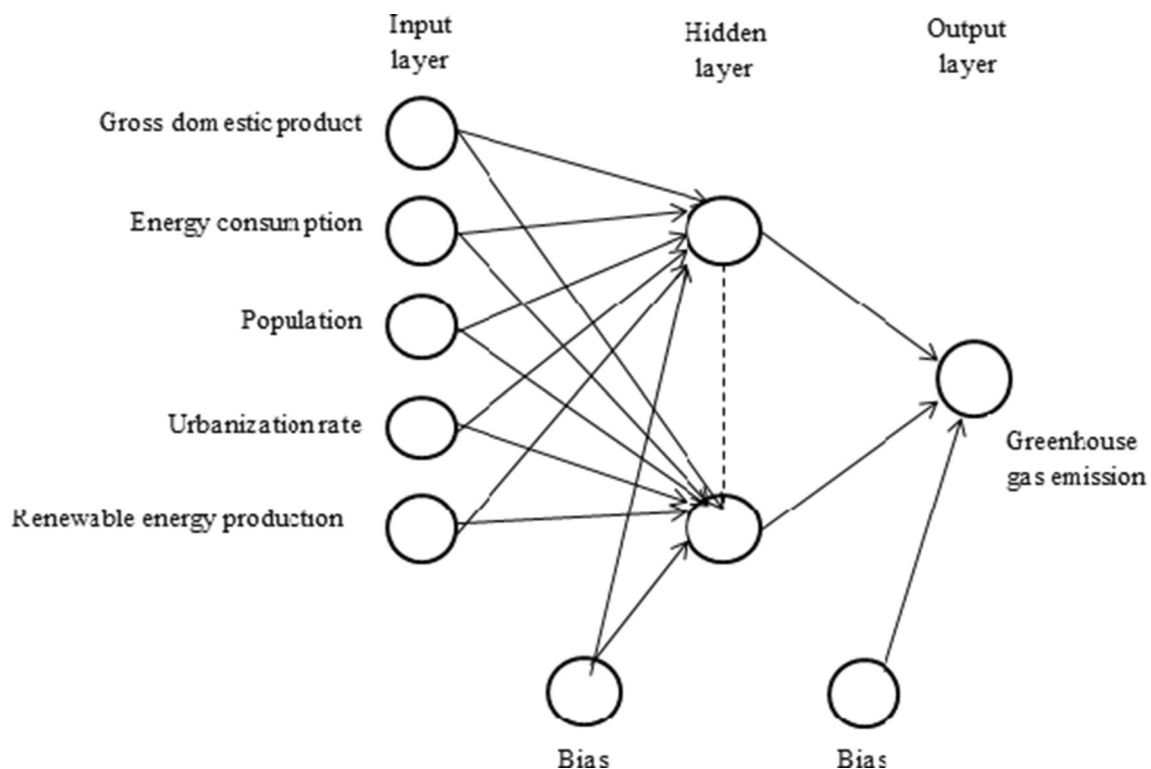 Input
layer
Hidden
layer
Output
layer
Gross domestic product
Energy consumption
Population
Urbanization rate
Renewable energy production
Greenhouse
gas emission
Bias
Bias